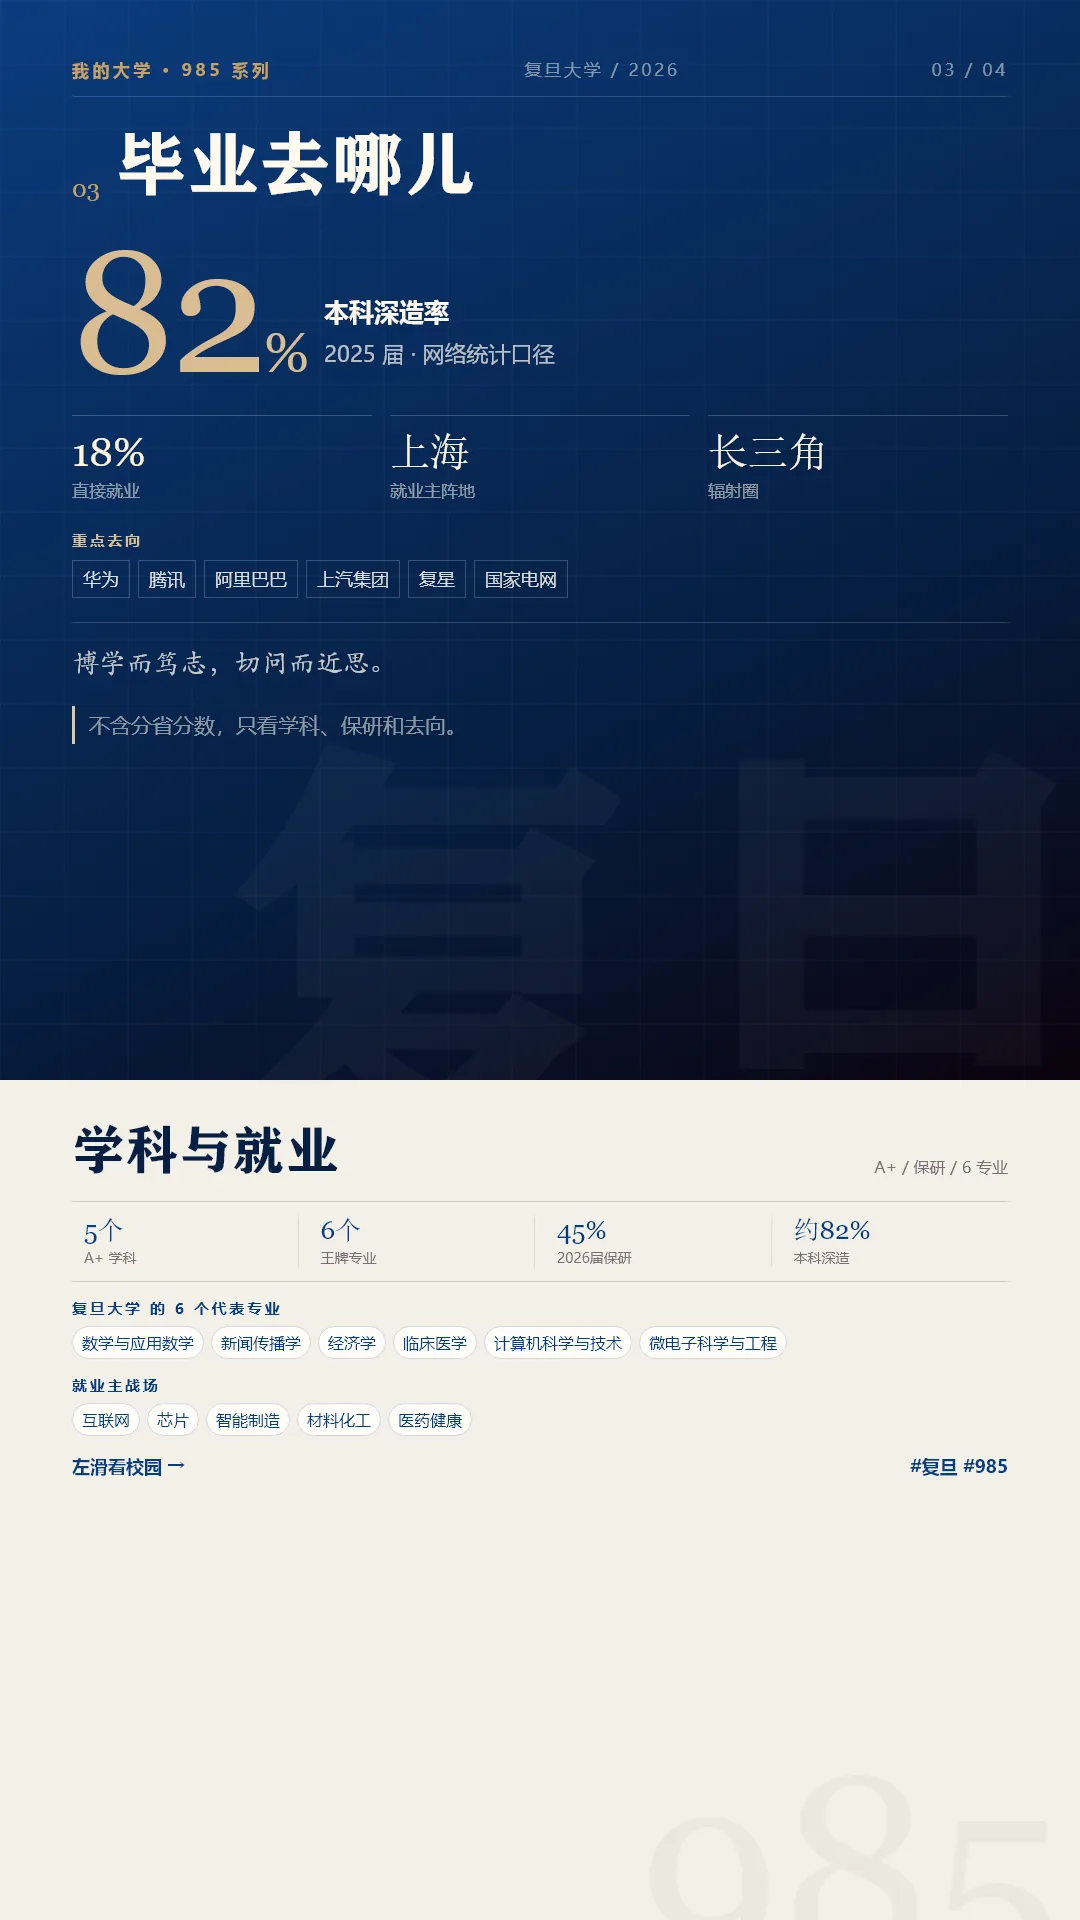 我的大学 • 985 系列
复旦大学 / 2026
03 / 04
03 毕业去哪儿
82%
本科深造率
2025 届 · 网络统计口径
18%
直接就业
上海
就业主阵地
长三角
辐射圈
重点去向
华为 腾讯 阿里巴巴 上汽集团 复星 国家电网
博学而笃志，切问而近思。
不含分省分数，只看学科、保研和去向。
复旦
学科与就业
A+ / 保研 / 6 专业
5个
A+ 学科
6个
王牌专业
45%
2026届保研
约82%
本科深造
复旦大学 的 6 个代表专业
数学与应用数学 新闻传播学 经济学 临床医学 计算机科学与技术 微电子科学与工程
就业主战场
互联网 芯片 智能制造 材料化工 医药健康
左滑看校园 →
#复旦 #985
985